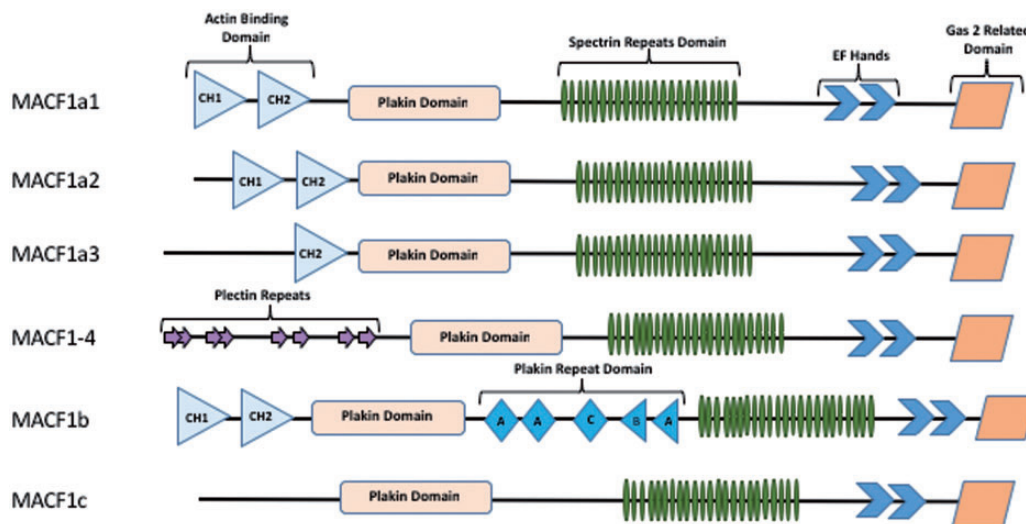 Actin Binding
Domain
Spectrin Repeats Domain
EF Hands
Gas 2 Related
Domain
MACF1a1
CH1
CH2
Plakin Domain
MACF1a2
CH1
CH2
Plakin Domain
MACF1a3
CH2
Plakin Domain
Plectin Repeats
MACF1-4
Plakin Domain
Plakin Repeat Domain
MACF1b
CH1
CH2
Plakin Domain
A
A
C
B
A
MACF1c
Plakin Domain